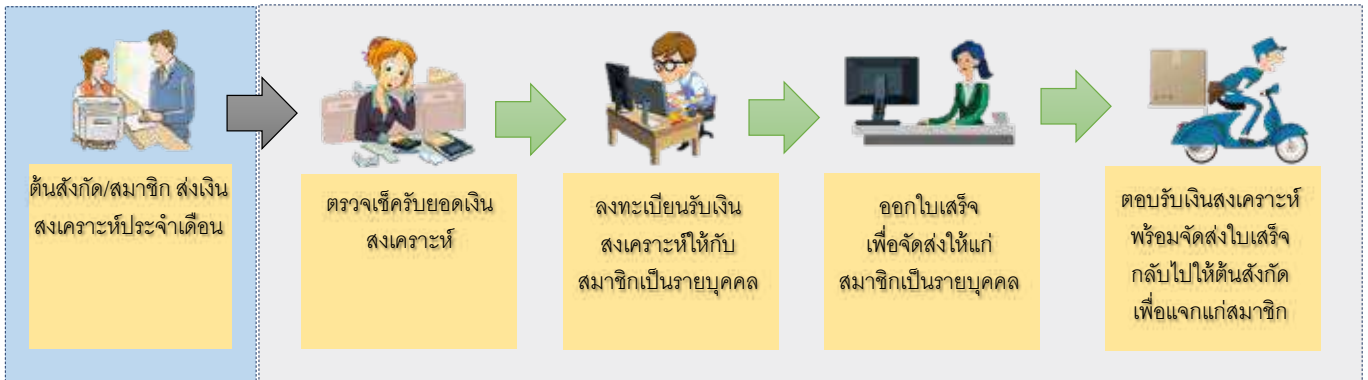 ต้นสังกัด/สมาชิก ส่งเงิน
สงเคราะห์ประจำเดือน
ตรวจเช็ครับยอดเงิน
สงเคราะห์
ลงทะเบียนรับเงิน
สงเคราะห์ให้กับ
สมาชิกเป็นรายบุคคล
ออกใบเสร็จ
เพื่อจัดส่งให้แก่
สมาชิกเป็นรายบุคคล
ตอบรับเงินสงเคราะห์
พร้อมจัดส่งใบเสร็จ
กลับไปให้ต้นสังกัด
เพื่อแจกแก่สมาชิก